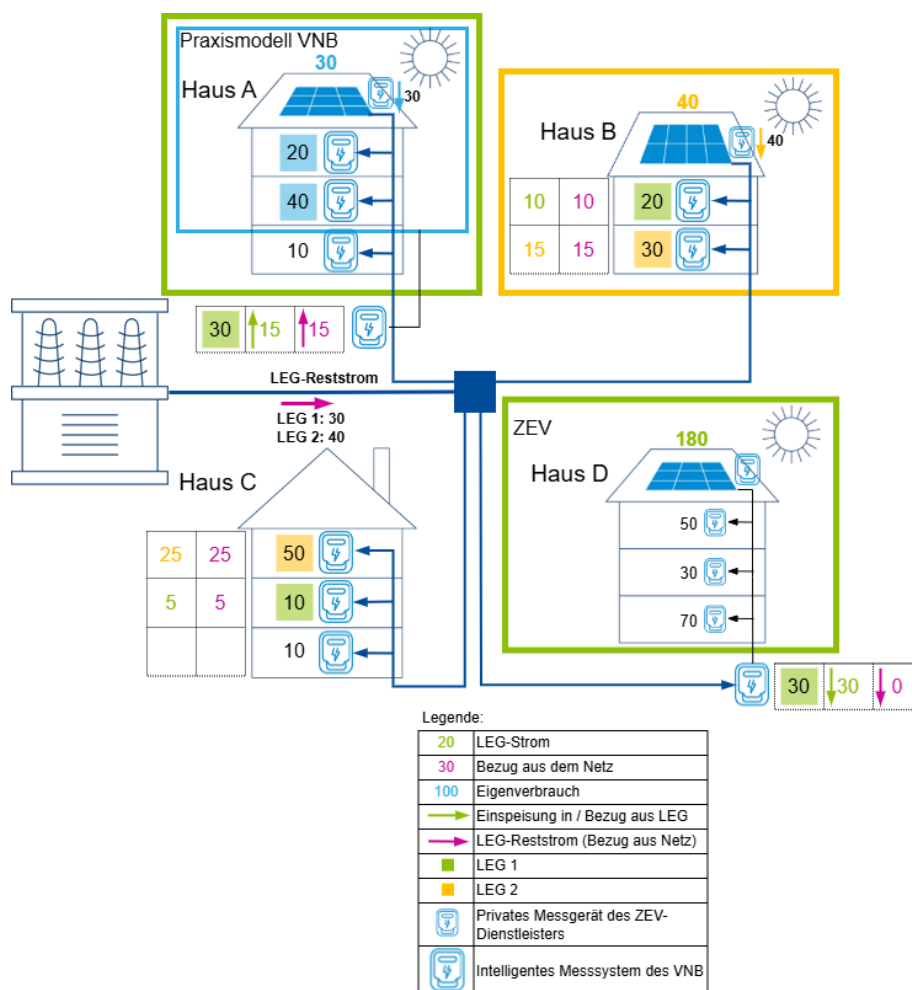 Praxismodell VNB
30
Haus A
30
20
40
10
30 15 15
40
Haus B
40
10 10 20
15 15 30
LEG-Reststrom
LEG 1: 30
LEG 2: 40
Haus C
25 25 50
5 5 10
10
ZEV
180
Haus D
50
30
70
30 30 0
Legende:
20 LEG-Strom
30 Bezug aus dem Netz
100 Eigenverbrauch
Einspeisung in / Bezug aus LEG
LEG-Reststrom (Bezug aus Netz)
LEG 1
LEG 2
Privates Messgerät des ZEV-
Dienstleisters
Intelligentes Messsystem des VNB